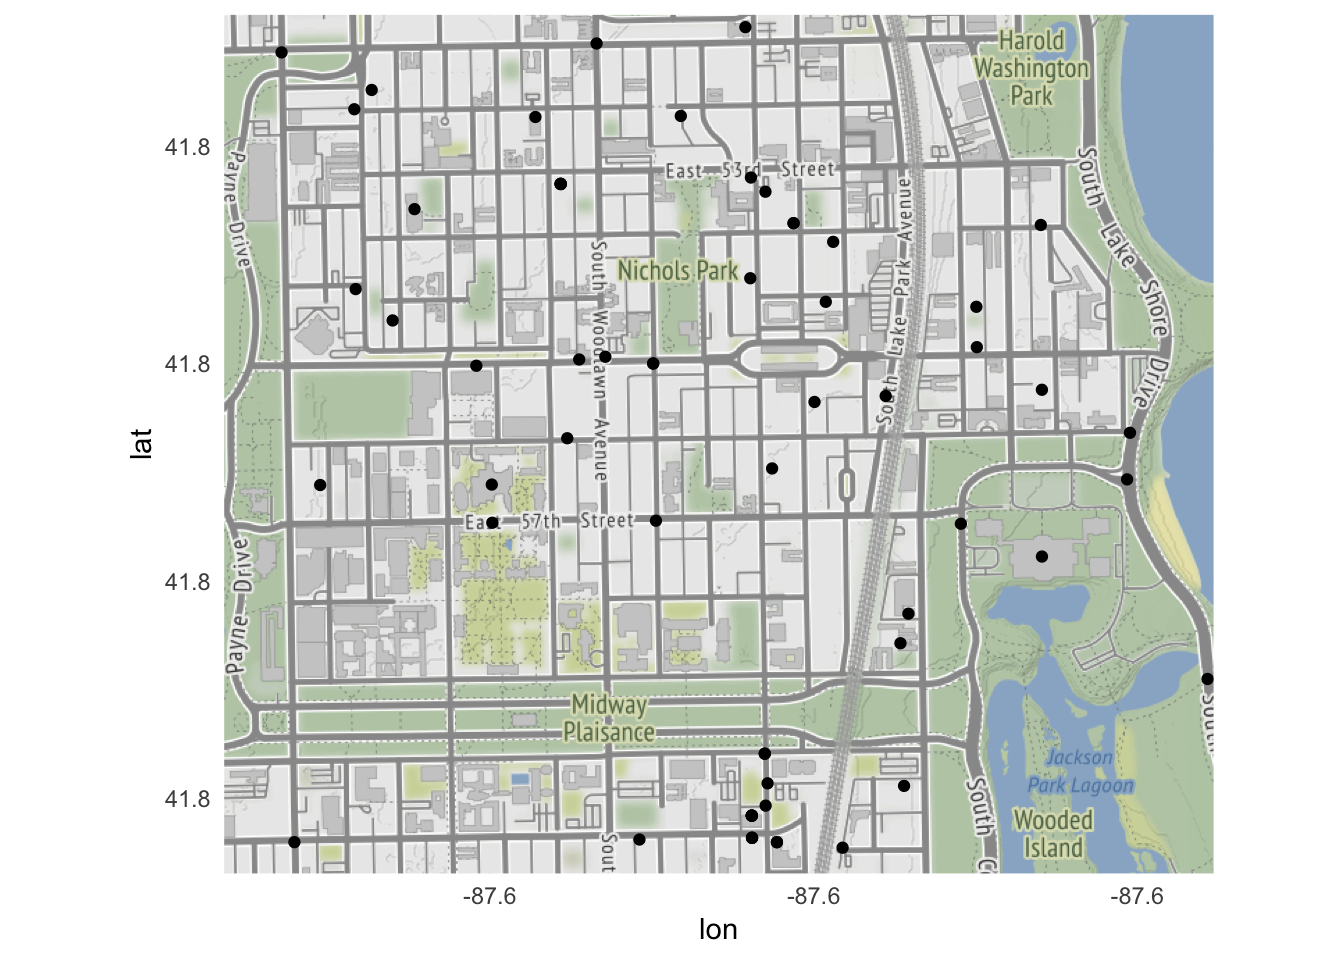 Harold
Washington
Park
41.8
East 53rd Street
Payne Drive
South Lake Shore Drive
South Lake Park Avenue
South Woodlawn Avenue
Nichols Park
41.8
lat
East 57th Street
Payne Drive
41.8
Midway
Plaisance
Sout
Jackson
Park Lagoon
41.8
Wooded
Island
South
Sout
-87.6
-87.6
-87.6
lon